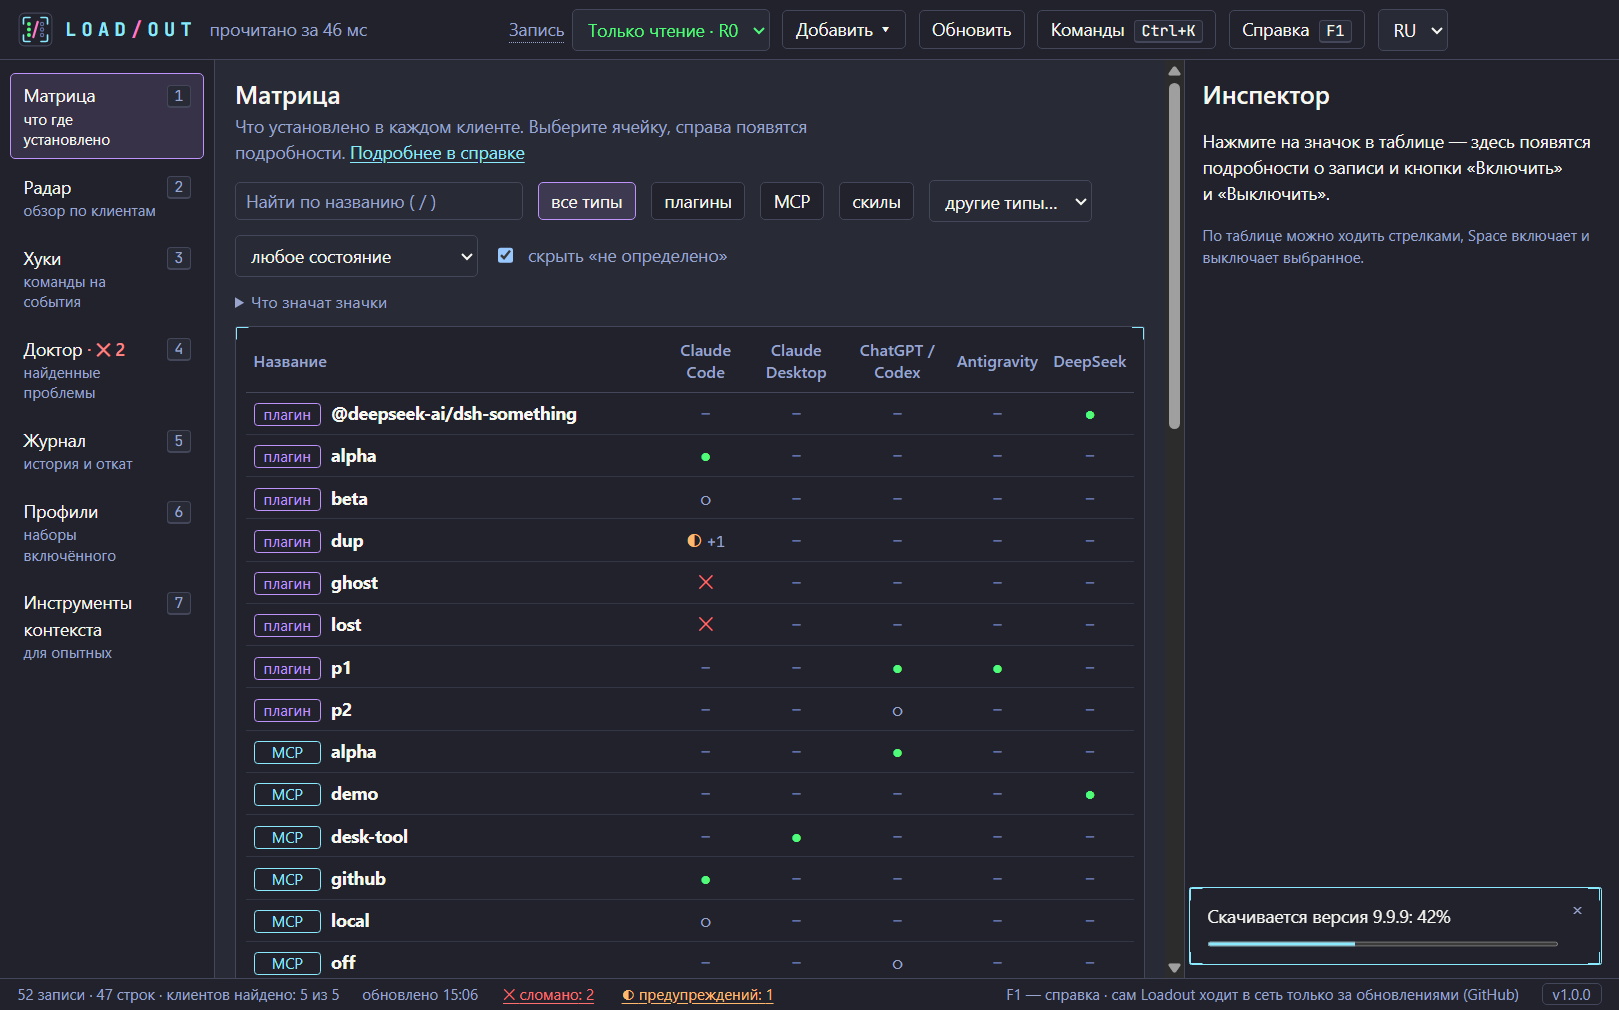 LOAD/OUT прочитано за 46 мс Запись Только чтение · R0 Добавить ▾ Обновить Команды Ctrl+K Справка F1 RU
Матрица 1
что где
установлено
Радар 2
обзор по клиентам
Хуки 3
команды на
события
Доктор · ✕ 2 4
найденные
проблемы
Журнал 5
история и откат
Профили 6
наборы
включённого
Инструменты 7
контекста
для опытных
Матрица
Что установлено в каждом клиенте. Выберите ячейку, справа появятся
подробности. Подробнее в справке
Найти по названию ( / ) все типы плагины MCP скилы другие типы...
любое состояние скрыть «не определено»
▶ Что значат значки
Название Claude Code Claude Desktop ChatGPT / Codex Antigravity DeepSeek
плагин @deepseek-ai/dsh-something – – – – ●
плагин alpha ● – – – –
плагин beta ○ – – – –
плагин dup ◐ +1 – – – –
плагин ghost ✕ – – – –
плагин lost ✕ – – – –
плагин p1 – – ● ● –
плагин p2 – – ○ – –
MCP alpha – – ● – –
MCP demo – – – – ●
MCP desk-tool – ● – – –
MCP github ● – – – –
MCP local ○ – – – –
MCP off – – ○ – –
Инспектор
Нажмите на значок в таблице — здесь появятся
подробности о записи и кнопки «Включить»
и «Выключить».
По таблице можно ходить стрелками, Space включает и
выключает выбранное.
Скачивается версия 9.9.9: 42% ×
52 записи · 47 строк · клиентов найдено: 5 из 5 обновлено 15:06 ✕ сломано: 2 ◐ предупреждений: 1 F1 — справка · сам Loadout ходит в сеть только за обновлениями (GitHub) v1.0.0